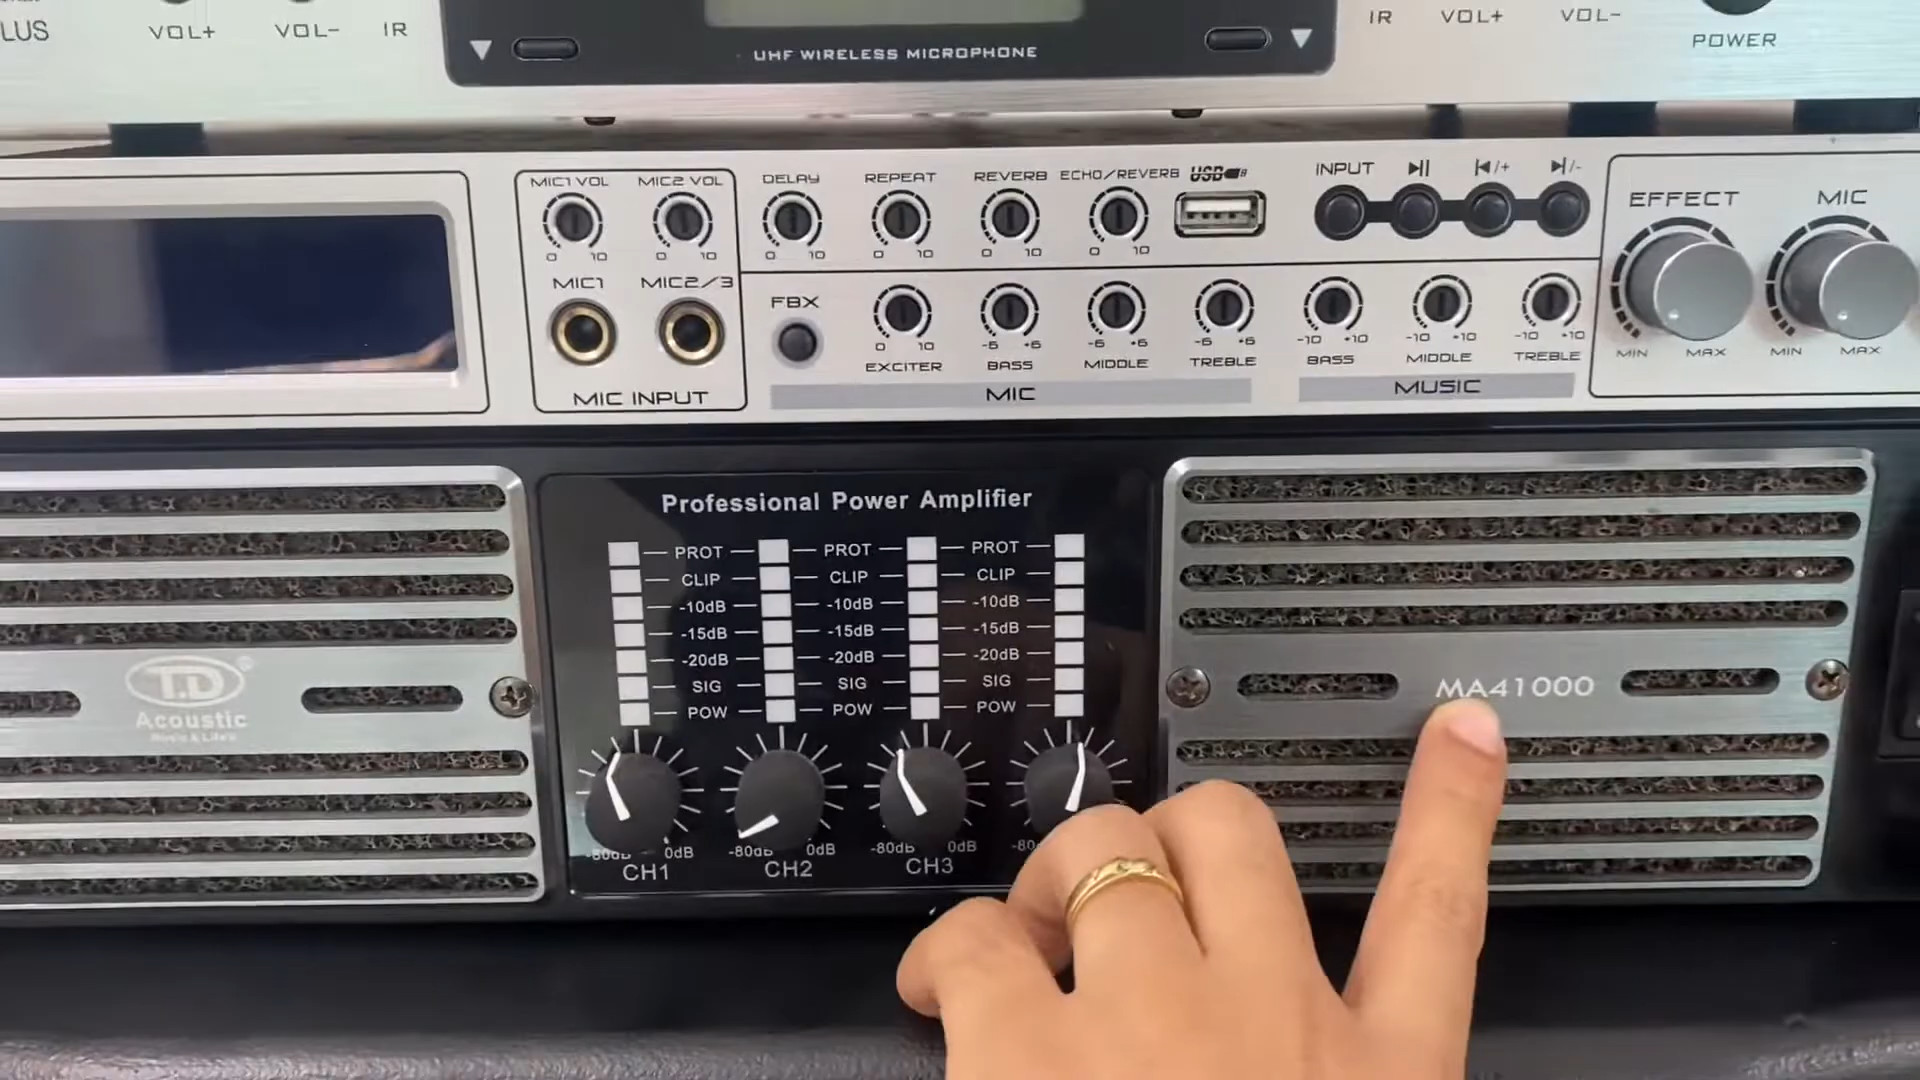 LUS
VOL+ VOL- IR
UHF WIRELESS MICROPHONE
IR VOL+ VOL-
POWER
MIC1 VOL MIC2 VOL
0 10 0 10
MIC1 MIC2/3
MIC INPUT
DELAY REPEAT REVERB ECHO/REVERB USB
0 10 0 10 0 10 0 10
INPUT /+ /-
FBX
0 10 -6 +6 -6 +6 -6 +6
EXCITER BASS MIDDLE TREBLE
MIC
-10 +10 -10 +10 -10 +10
BASS MIDDLE TREBLE
MUSIC
EFFECT MIC
MIN MAX MIN MAX
T.D ®
Acoustic
Professional Power Amplifier
PROT PROT PROT
CLIP CLIP CLIP
-10dB -10dB -10dB
-15dB -15dB -15dB
-20dB -20dB -20dB
SIG SIG SIG
POW POW POW
-80dB 0dB -80dB 0dB -80dB 0dB -80
CH1 CH2 CH3
MA41000